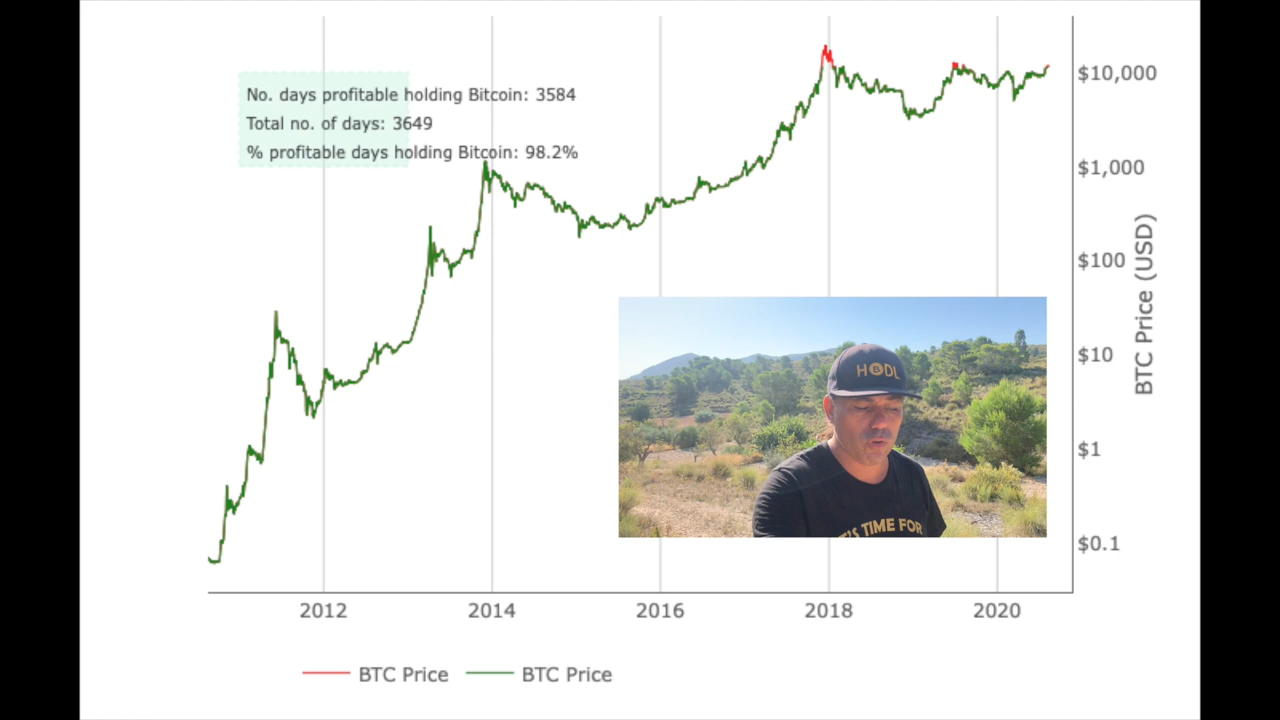 No. days profitable holding Bitcoin: 3584
Total no. of days: 3649
% profitable days holding Bitcoin: 98.2%
$10,000
$1,000
$100
$10
$1
$0.1
BTC Price (USD)
HODL
TIME FOR
2012 2014 2016 2018 2020
BTC Price BTC Price